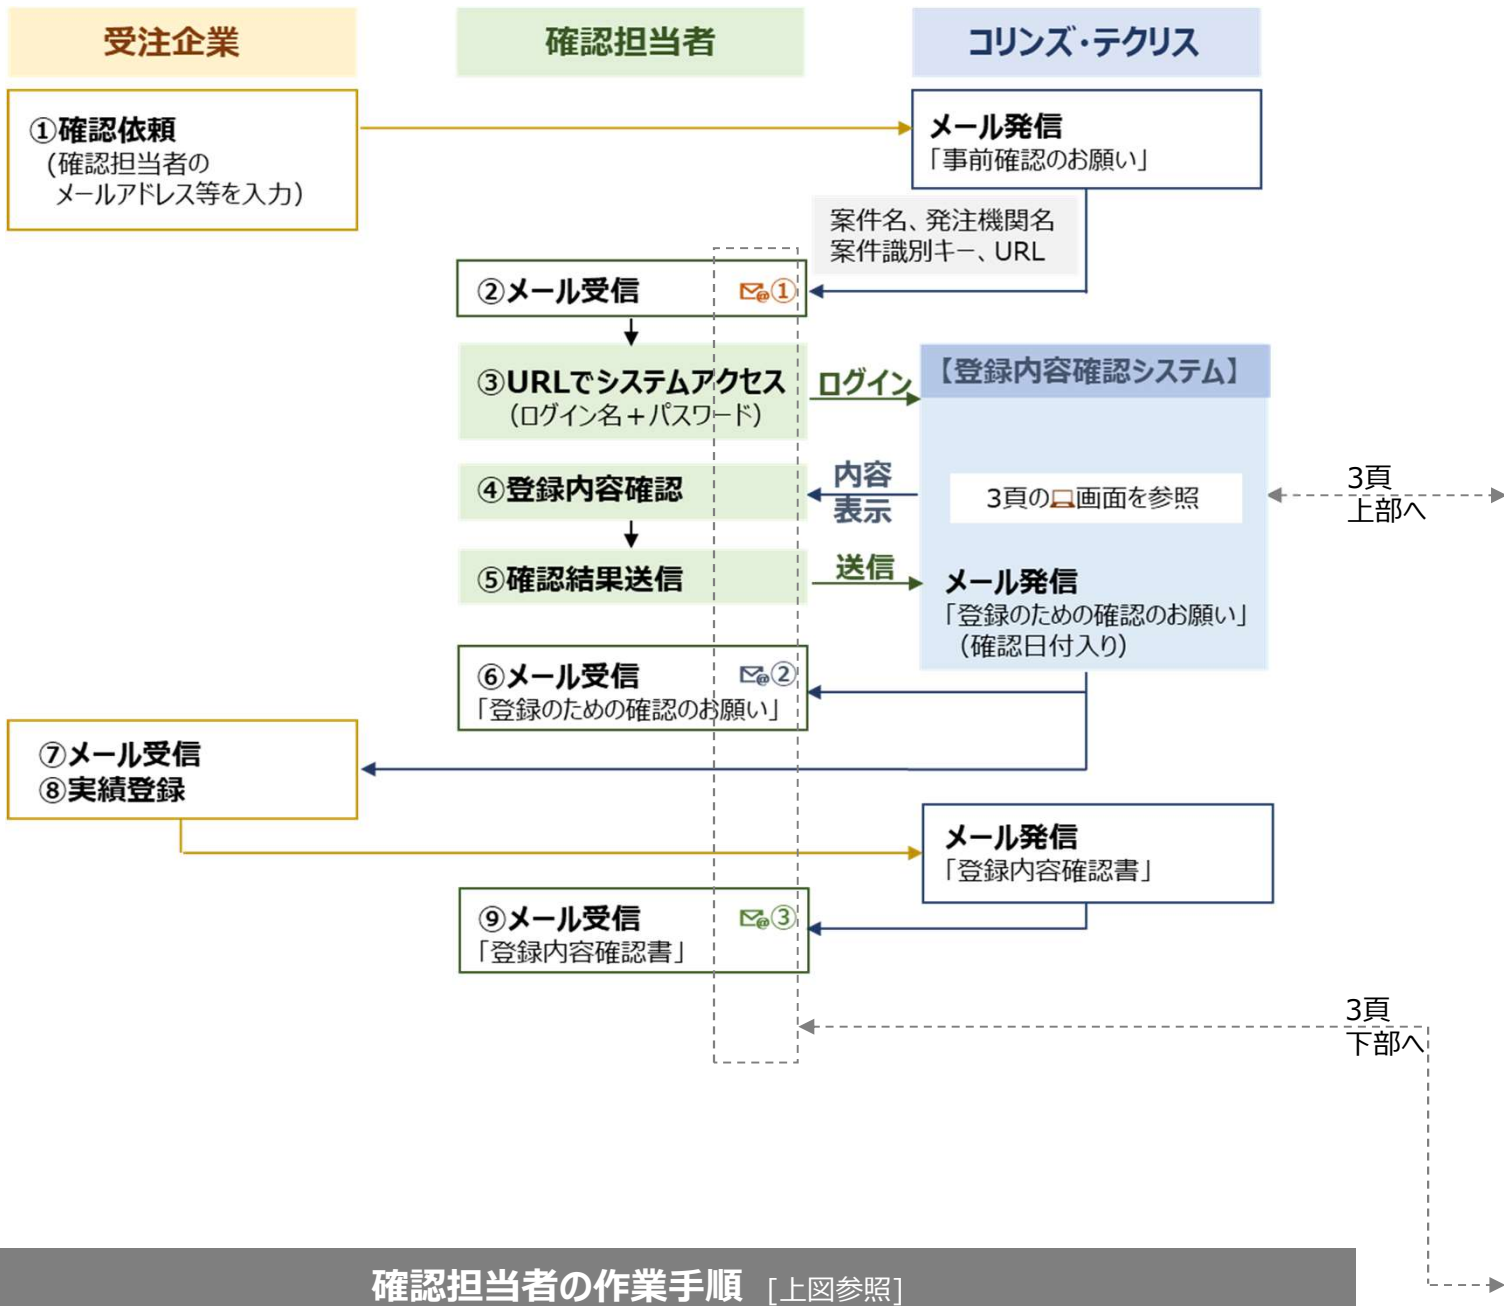 受注企業
確認担当者
コリンズ・テクリス
①確認依頼
(確認担当者の
メールアドレス等を入力)
メール発信
「事前確認のお願い」
案件名、発注機関名
案件識別キー、URL
②メール受信
①
③URLでシステムアクセス
(ログイン名+パスワード)
ログイン
【登録内容確認システム】
④登録内容確認
内容
表示
3頁の画面を参照
3頁
上部へ
⑤確認結果送信
送信
メール発信
「登録のための確認のお願い」
(確認日付入り)
⑥メール受信
②
「登録のための確認のお願い」
⑦メール受信
⑧実績登録
メール発信
「登録内容確認書」
⑨メール受信
③
「登録内容確認書」
3頁
下部へ
確認担当者の作業手順 [上図参照]